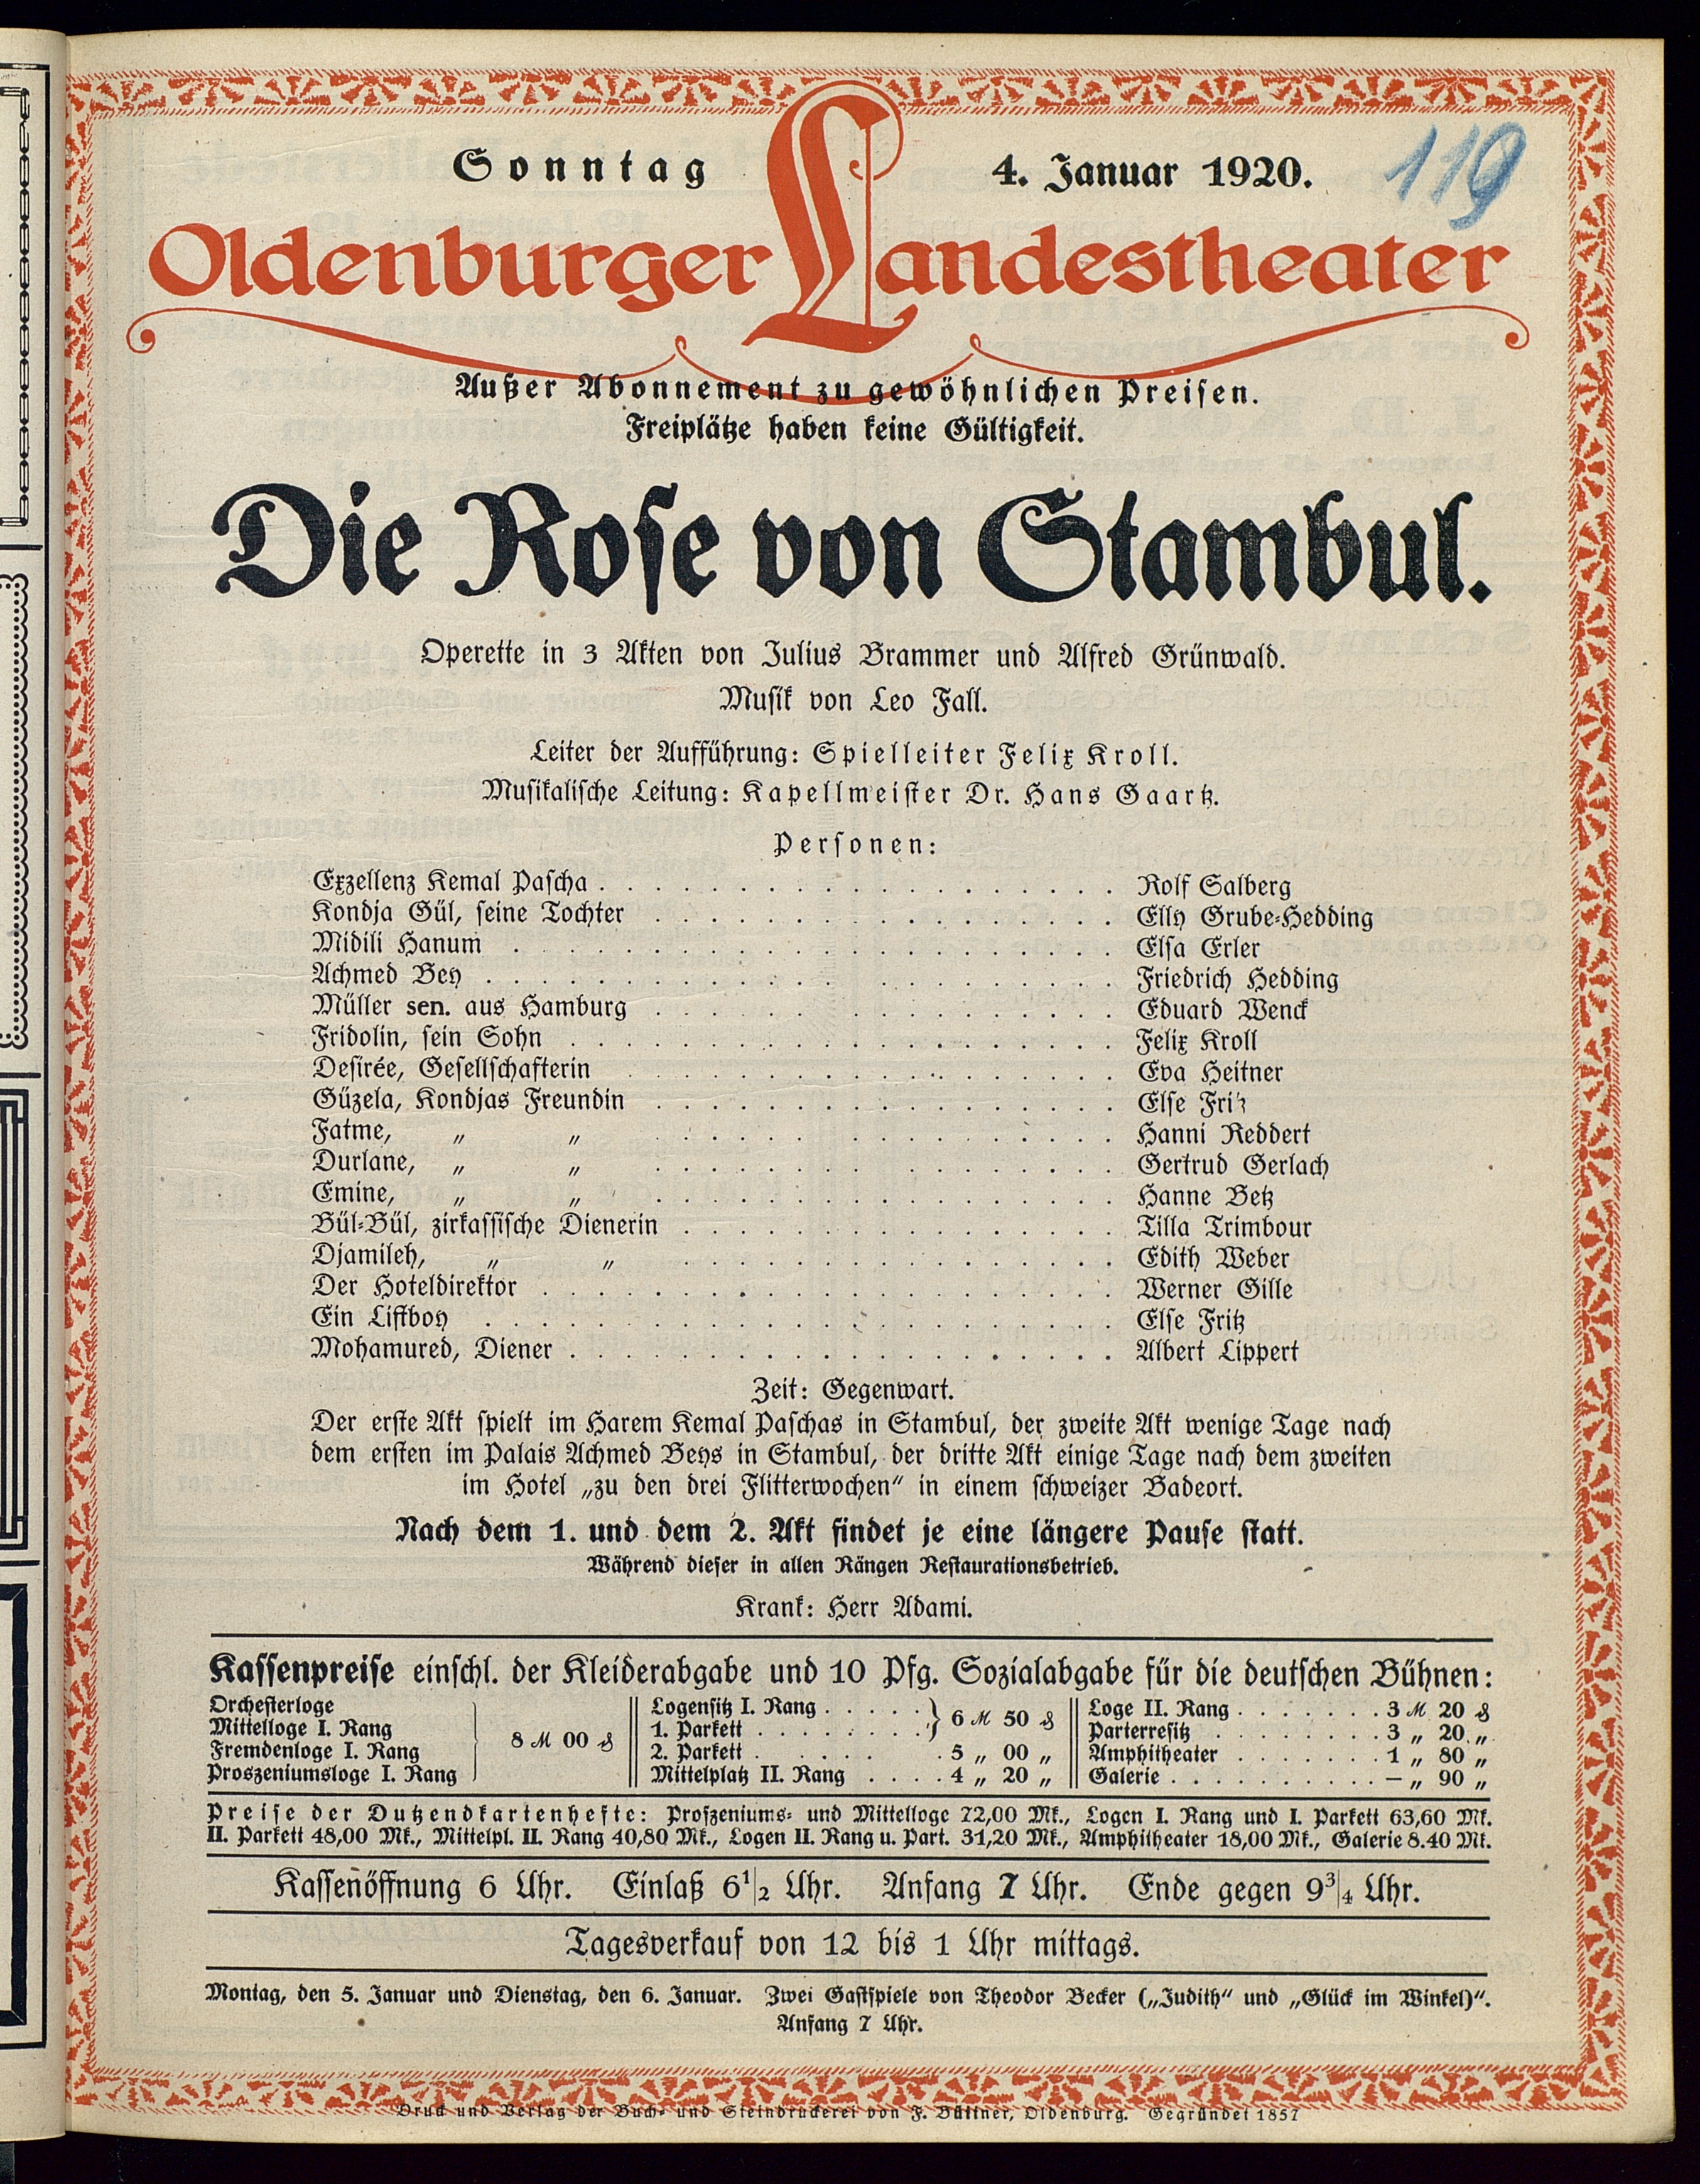 Sonntag 4. Januar 1920. 119
Oldenburger Landestheater
Außer Abonnement zu gewöhnlichen Preisen.
Freiplätze haben keine Gültigkeit.
Die Rose von Stambul.
Operette in 3 Akten von Julius Brammer und Alfred Grünwald.
Musik von Leo Fall.
Leiter der Aufführung: Spielleiter Felix Kroll.
Musikalische Leitung: Kapellmeister Dr. Hans Gaartz.
Personen:
Exzellenz Kemal Pascha . . . . . . . . . . . . . . . . . . . Rolf Salberg
Kondja Gül, seine Tochter . . . . . . . . . . . . . . . . . Elly Grube-Hedding
Midili Hanum . . . . . . . . . . . . . . . . . . . . . . Elsa Erler
Achmed Bey . . . . . . . . . . . . . . . . . . . . . . . Friedrich Hedding
Müller sen. aus Hamburg . . . . . . . . . . . . . . . . . Eduard Wenck
Fridolin, sein Sohn . . . . . . . . . . . . . . . . . . . . Felix Kroll
Desirée, Gesellschafterin . . . . . . . . . . . . . . . . . . Eva Heitner
Güzela, Kondjas Freundin . . . . . . . . . . . . . . . . . Else Fritz
Fatme, „ „ . . . . . . . . . . . . . . . . Hanni Reddert
Durlane, „ „ . . . . . . . . . . . . . . . . . Gertrud Gerlach
Emine, „ „ . . . . . . . . . . . . . . . . . Hanne Betz
Bül-Bül, zirkassische Dienerin . . . . . . . . . . . . . . . . Tilla Trimbour
Djamileh, „ „ . . . . . . . . . . . . . . . . Edith Weber
Der Hoteldirektor . . . . . . . . . . . . . . . . . . . . . Werner Gille
Ein Liftboy . . . . . . . . . . . . . . . . . . . . . . . Else Fritz
Mohamured, Diener . . . . . . . . . . . . . . . . . . . . Albert Lippert
Zeit: Gegenwart.
Der erste Akt spielt im Harem Kemal Paschas in Stambul, der zweite Akt wenige Tage nach
dem ersten im Palais Achmed Beys in Stambul, der dritte Akt einige Tage nach dem zweiten
im Hotel „zu den drei Flitterwochen“ in einem schweizer Badeort.
Nach dem 1. und dem 2. Akt findet je eine längere Pause statt.
Während dieser in allen Rängen Restaurationsbetrieb.
Krank: Herr Adami.
Kassenpreise einschl. der Kleiderabgabe und 10 Pfg. Sozialabgabe für die deutschen Bühnen:
Orchesterloge
Mittelloge I. Rang
Fremdenloge I. Rang
Proszeniumsloge I. Rang
8 ℳ 00 ₰
Logensitz I. Rang . . . . .
1. Parkett . . . . . . . .
6 ℳ 50 ₰
2. Parkett . . . . . . 5 „ 00 „
Mittelplatz II. Rang . . . . 4 „ 20 „
Loge II. Rang . . . . . . . 3 ℳ 20 ₰
Parterresitz . . . . . . . . 3 „ 20 „
Amphitheater . . . . . . . 1 „ 80 „
Galerie . . . . . . . . . . — „ 90 „
Preise der Dutzendkartenhefte: Proszeniums- und Mittelloge 72,00 Mk., Logen I. Rang und I. Parkett 63,60 Mk.
II. Parkett 48,00 Mk., Mittelpl. II. Rang 40,80 Mk., Logen II. Rang u. Part. 31,20 Mk., Amphitheater 18,00 Mk., Galerie 8.40 Mk.
Kassenöffnung 6 Uhr. Einlaß 6 1/2 Uhr. Anfang 7 Uhr. Ende gegen 9 3/4 Uhr.
Tagesverkauf von 12 bis 1 Uhr mittags.
Montag, den 5. Januar und Dienstag, den 6. Januar. Zwei Gastspiele von Theodor Becker („Judith“ und „Glück im Winkel)“.
Anfang 7 Uhr.
Druck und Verlag der Buch- und Steindruckerei von F. Büttner, Oldenburg. Gegründet 1857